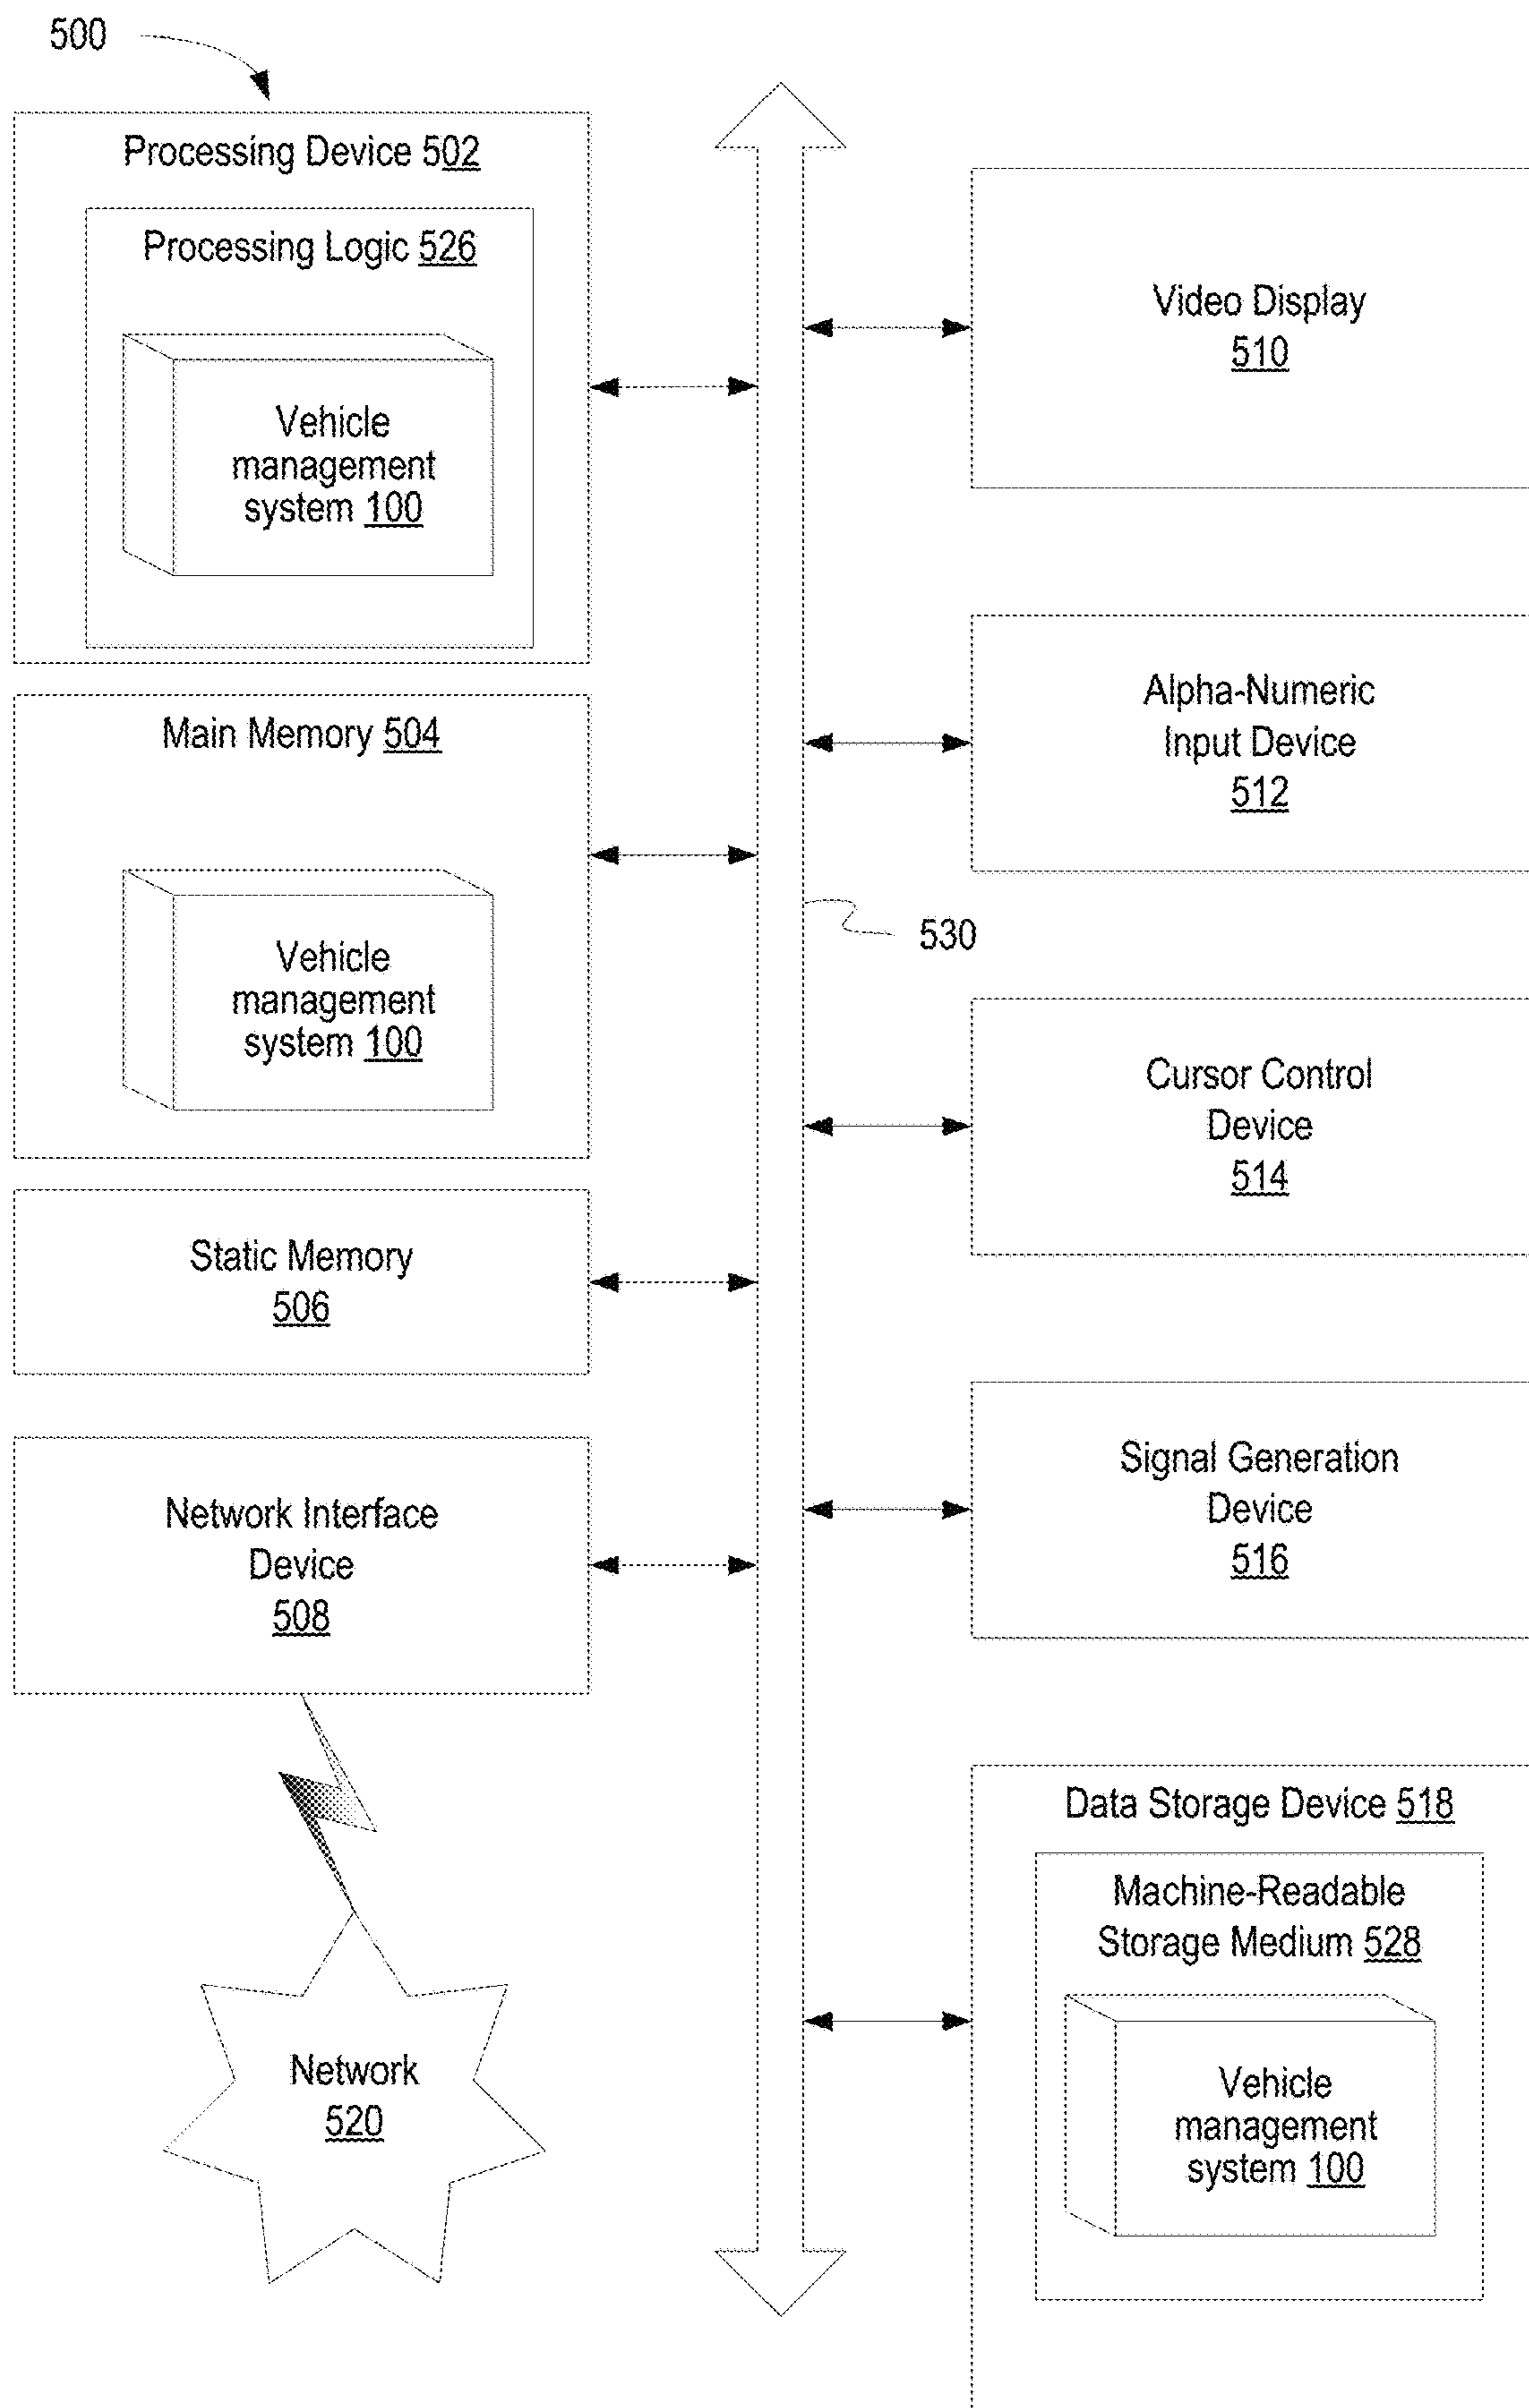 500
Processing Device 502
Processing Logic 526
Vehicle
management
system 100
Main Memory 504
Vehicle
management
system 100
Static Memory
506
Network Interface
Device
508
Network
520
530
Video Display
510
Alpha-Numeric
Input Device
512
Cursor Control
Device
514
Signal Generation
Device
516
Data Storage Device 518
Machine-Readable
Storage Medium 528
Vehicle
management
system 100